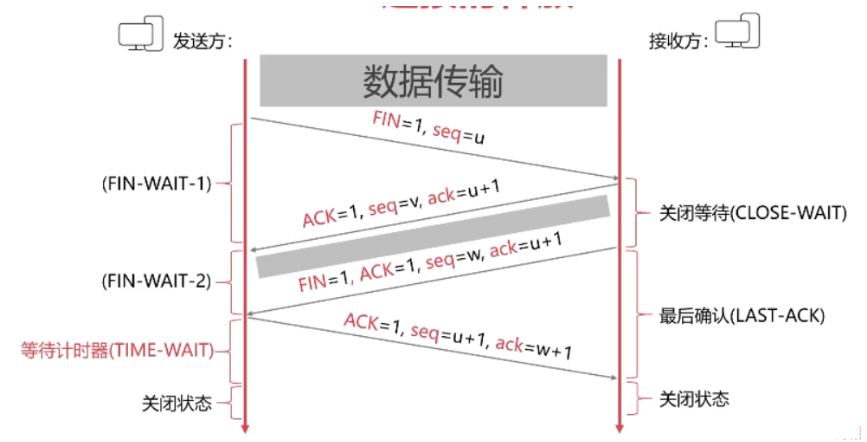 发送方：
接收方：
数据传输
FIN=1, seq=u
(FIN-WAIT-1)
ACK=1, seq=v, ack=u+1
关闭等待(CLOSE-WAIT)
(FIN-WAIT-2)
FIN=1, ACK=1, seq=w, ack=u+1
最后确认(LAST-ACK)
ACK=1, seq=u+1, ack=w+1
等待计时器(TIME-WAIT)
关闭状态
关闭状态